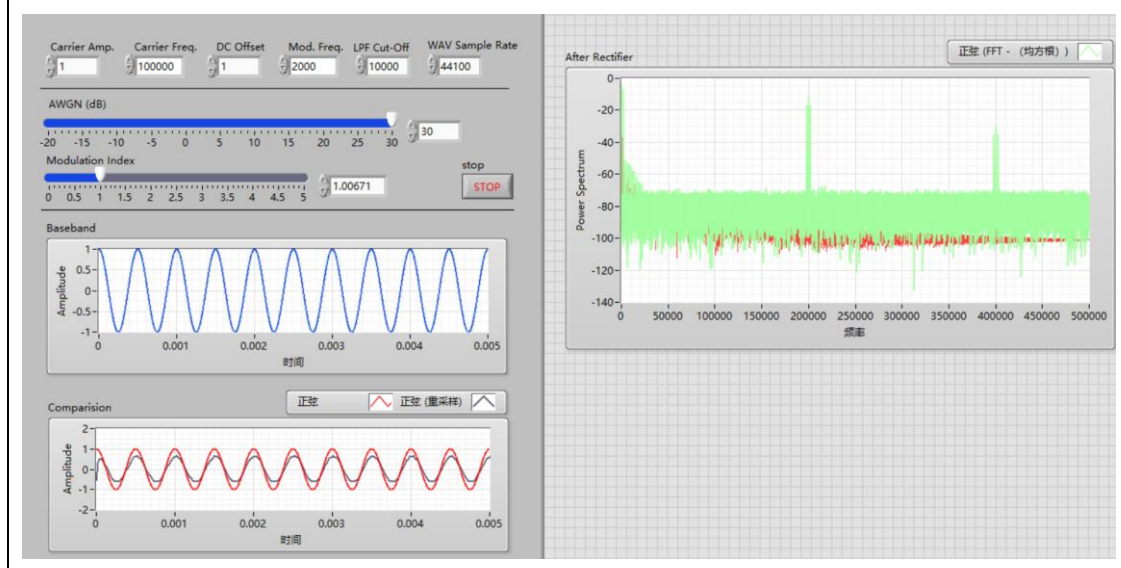 Carrier Amp. Carrier Freq. DC Offset Mod. Freq. LPF Cut-Off WAV Sample Rate
1 100000 1 2000 10000 44100
AWGN (dB)
30
-20 -15 -10 -5 0 5 10 15 20 25 30
Modulation Index
1.00671
0 0.5 1 1.5 2 2.5 3 3.5 4 4.5 5
stop
STOP
Baseband
Amplitude
1
0.5
0
-0.5
-1
0 0.001 0.002 0.003 0.004 0.005
时间
Comparision
正弦 正弦 (重采样)
Amplitude
2
1
0
-1
-2
0 0.001 0.002 0.003 0.004 0.005
时间
After Rectifier
正弦 (FFT - （均方根）)
Power Spectrum
0
-20
-40
-60
-80
-100
-120
-140
0 50000 100000 150000 200000 250000 300000 350000 400000 450000 500000
频率